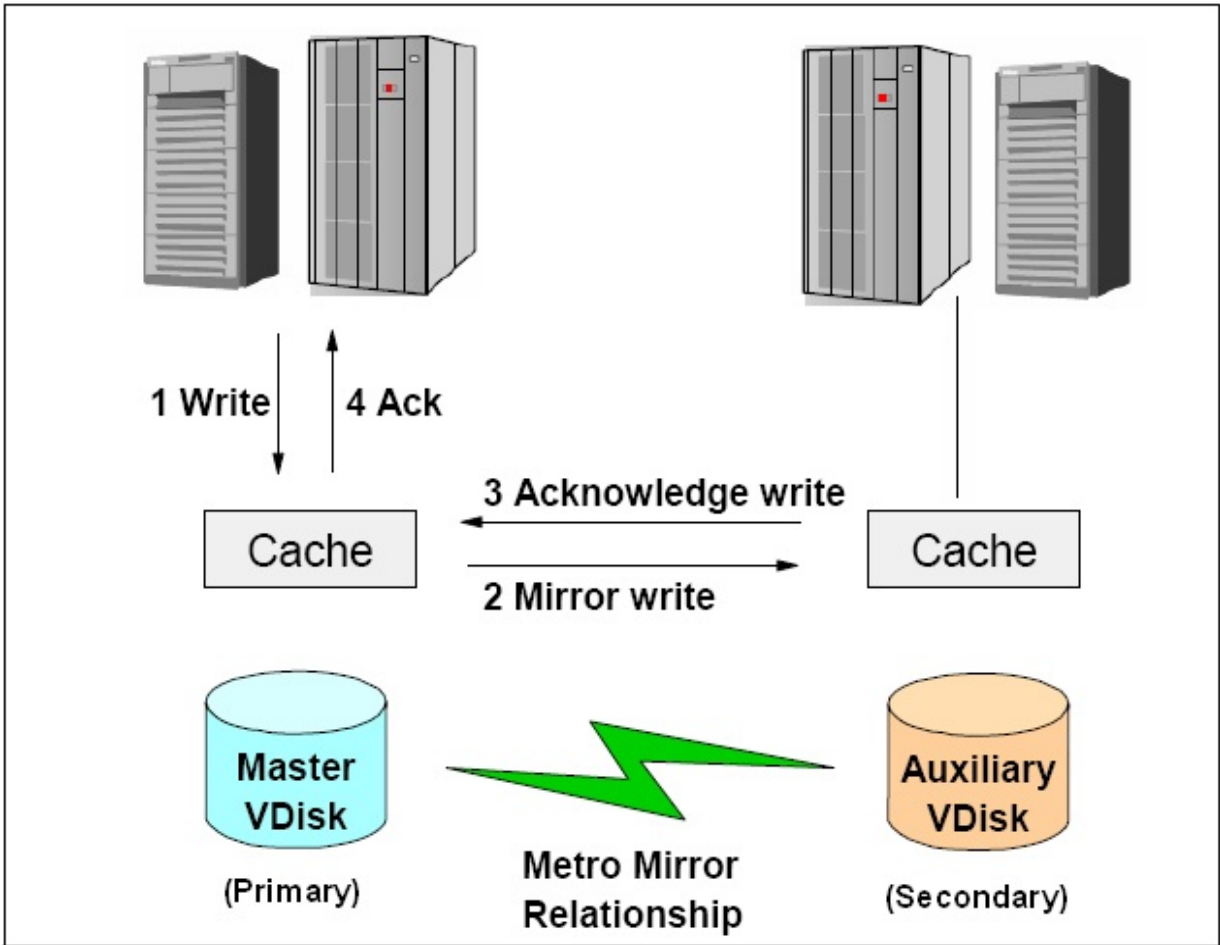 1 Write
4 Ack
3 Acknowledge write
Cache
Cache
2 Mirror write
Master
VDisk
Auxiliary
VDisk
(Primary)
Metro Mirror
Relationship
(Secondary)